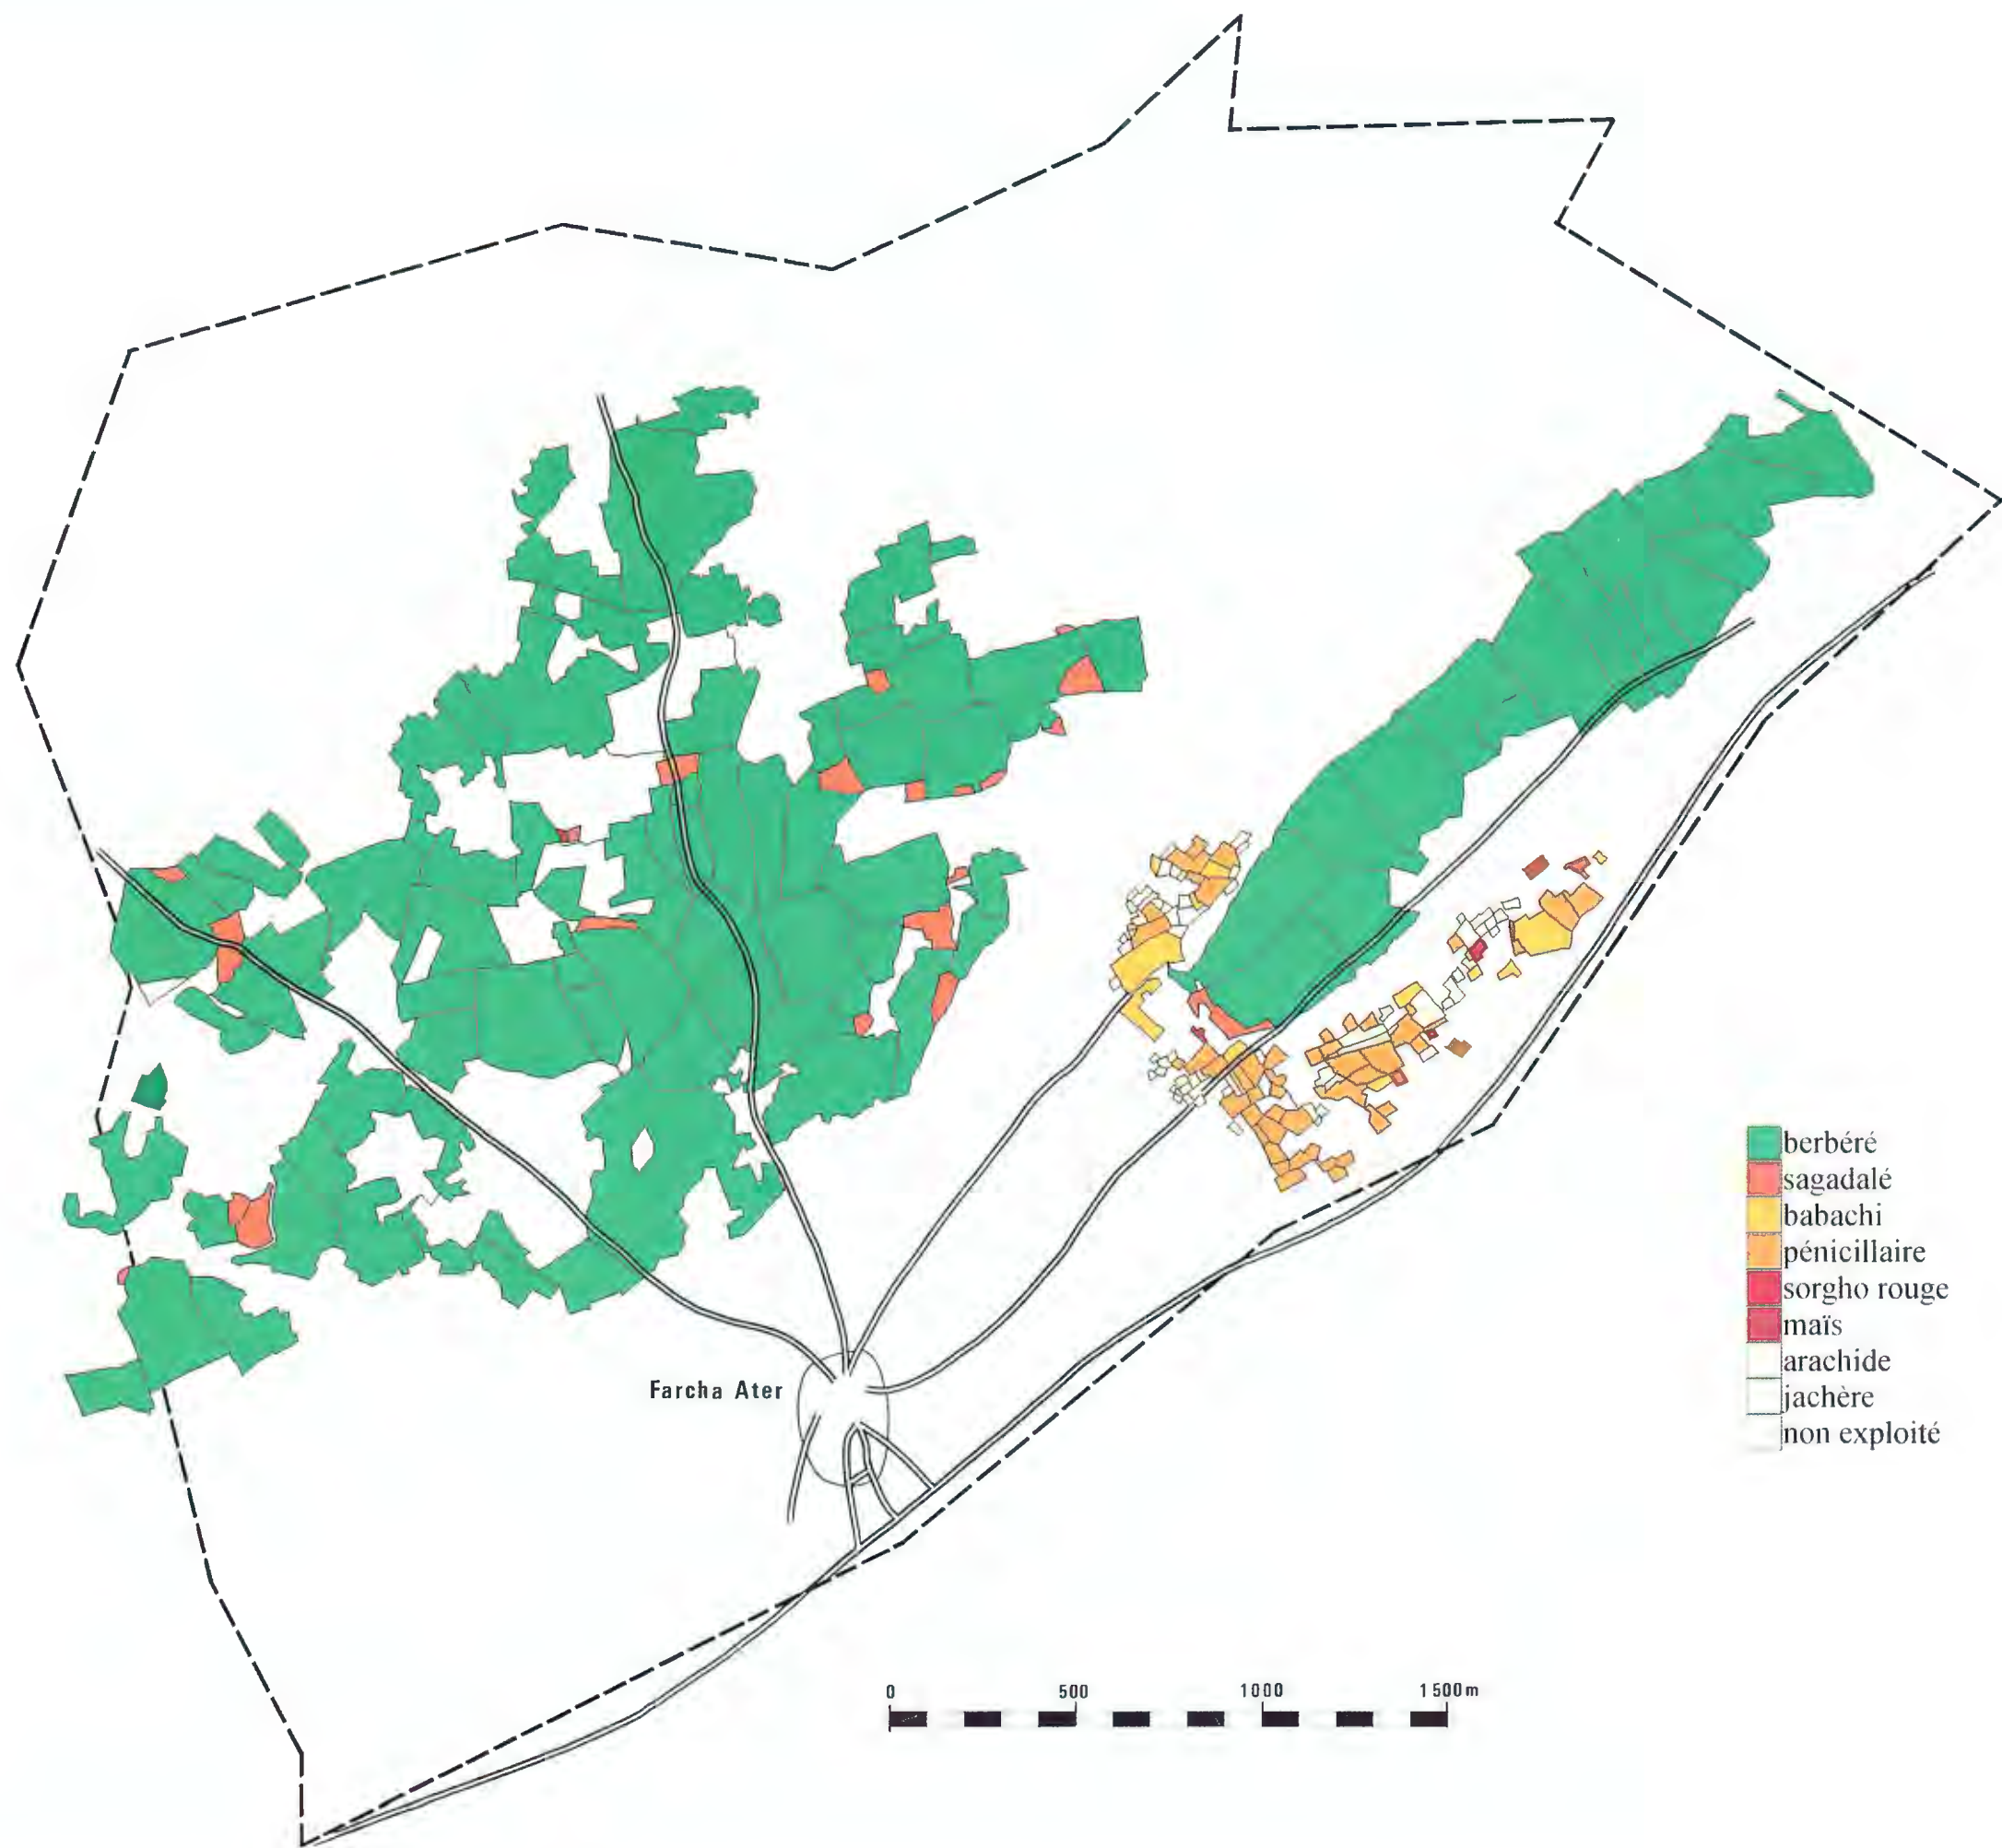 berbéré
sagadalé
babachi
pénicillaire
sorgho rouge
maïs
arachide
jachère
non exploité
Farcha Ater
0 500 1000 1500m